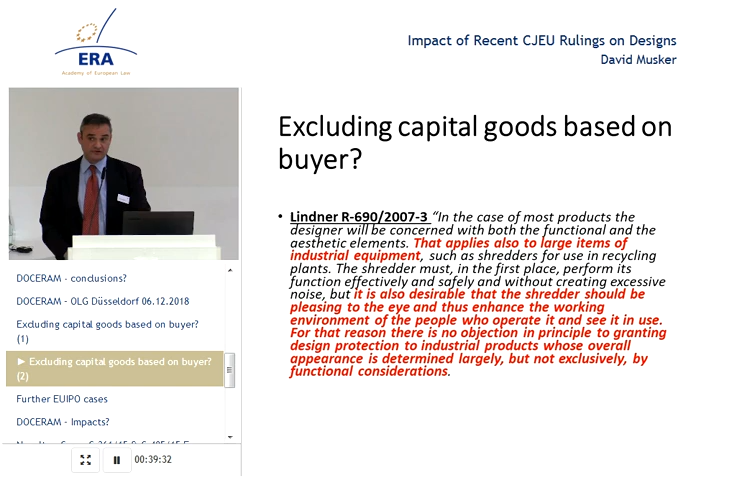 ERA
Academy of European Law
Impact of Recent CJEU Rulings on Designs
David Musker
DOCERAM - conclusions?
DOCERAM - OLG Düsseldorf 06.12.2018
Excluding capital goods based on buyer?
(1)
► Excluding capital goods based on buyer?
(2)
Further EUIPO cases
DOCERAM - Impacts?
00:39:32
Excluding capital goods based on
buyer?
• Lindner R-690/2007-3 “In the case of most products the
designer will be concerned with both the functional and the
aesthetic elements. That applies also to large items of
industrial equipment, such as shredders for use in recycling
plants. The shredder must, in the first place, perform its
function effectively and safely and without creating excessive
noise, but it is also desirable that the shredder should be
pleasing to the eye and thus enhance the working
environment of the people who operate it and see it in use.
For that reason there is no objection in principle to granting
design protection to industrial products whose overall
appearance is determined largely, but not exclusively, by
functional considerations.